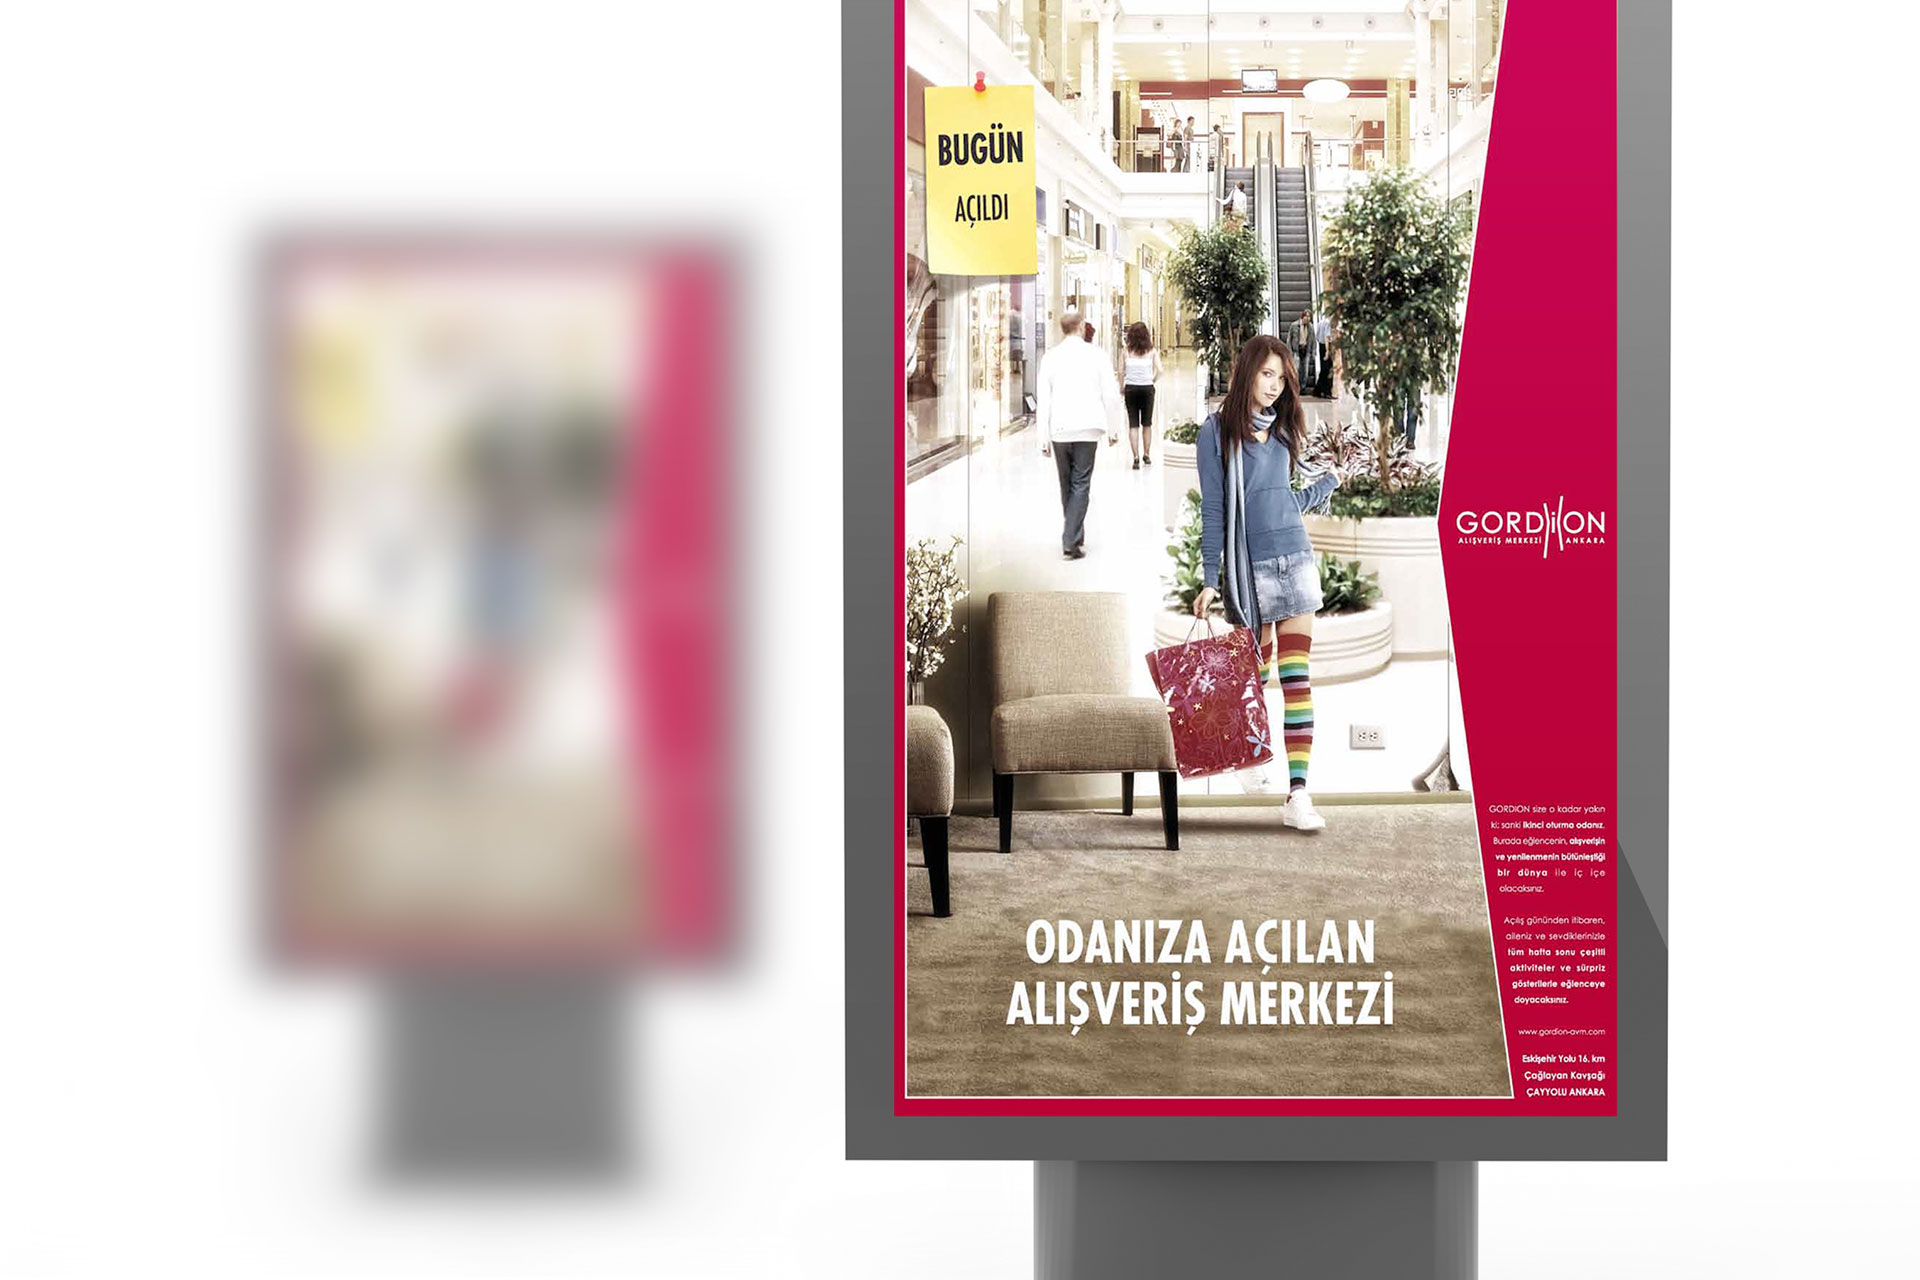 BUGÜN
AÇILDI
GORDiON
ALIŞVERİŞ MERKEZİ ANKARA
GORDION size o kadar yakın
ki; sanki ikinci oturma odanız.
Burada eğlencenin, alışverişin
ve yenilenmenin bütünleştiği
bir dünya ile iç içe
olacaksınız.
Açılış gününden itibaren,
aileniz ve sevdiklerinizle
tüm hafta sonu çeşitli
aktiviteler ve sürpriz
gösterilerle eğlenceye
doyacaksınız.
www.gordion-avm.com
Eskişehir Yolu 16. km
Çağlayan Kavşağı
ÇAYYOLU ANKARA
ODANIZA AÇILAN
ALIŞVERİŞ MERKEZİ